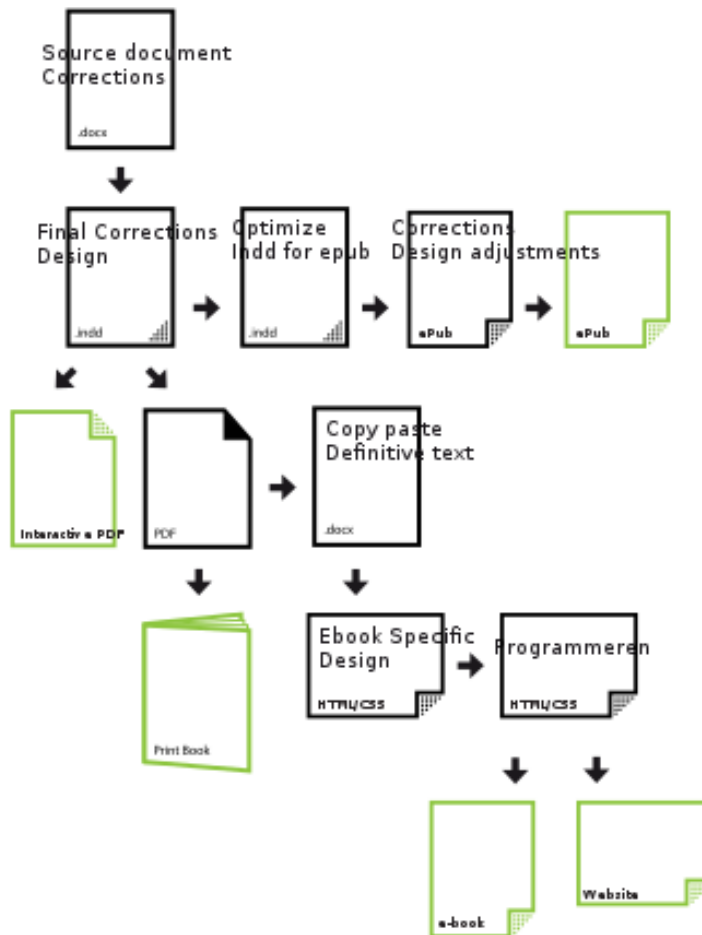 Source document
Corrections
.docx
Final Corrections
Design
.indd
Optimize
Indd for epub
.indd
Corrections
Design adjustments
ePub
ePub
Interactive PDF
PDF
Copy paste
Definitive text
.docx
Print Book
Ebook Specific
Design
HTML/CSS
Programmeren
HTML/CSS
e-book
Website